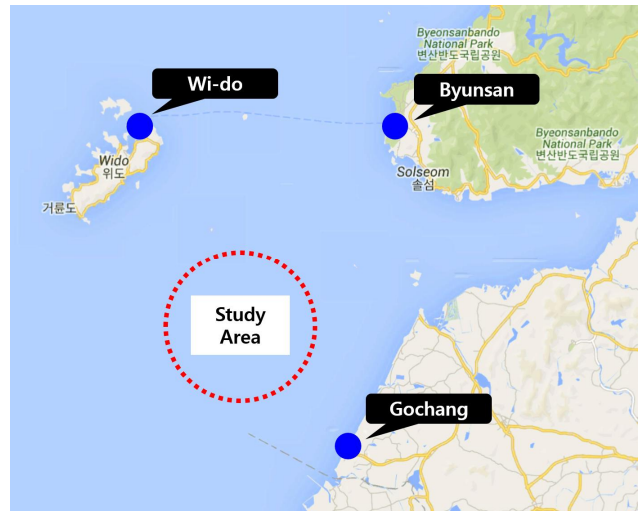 Byeonsanbando
National Park
변산반도국립공원
Wi-do
Byunsan
Byeonsanbando
National Park
변산반도국립공원
Wido
위도
Solseom
솔섬
거륜도
Study
Area
Gochang